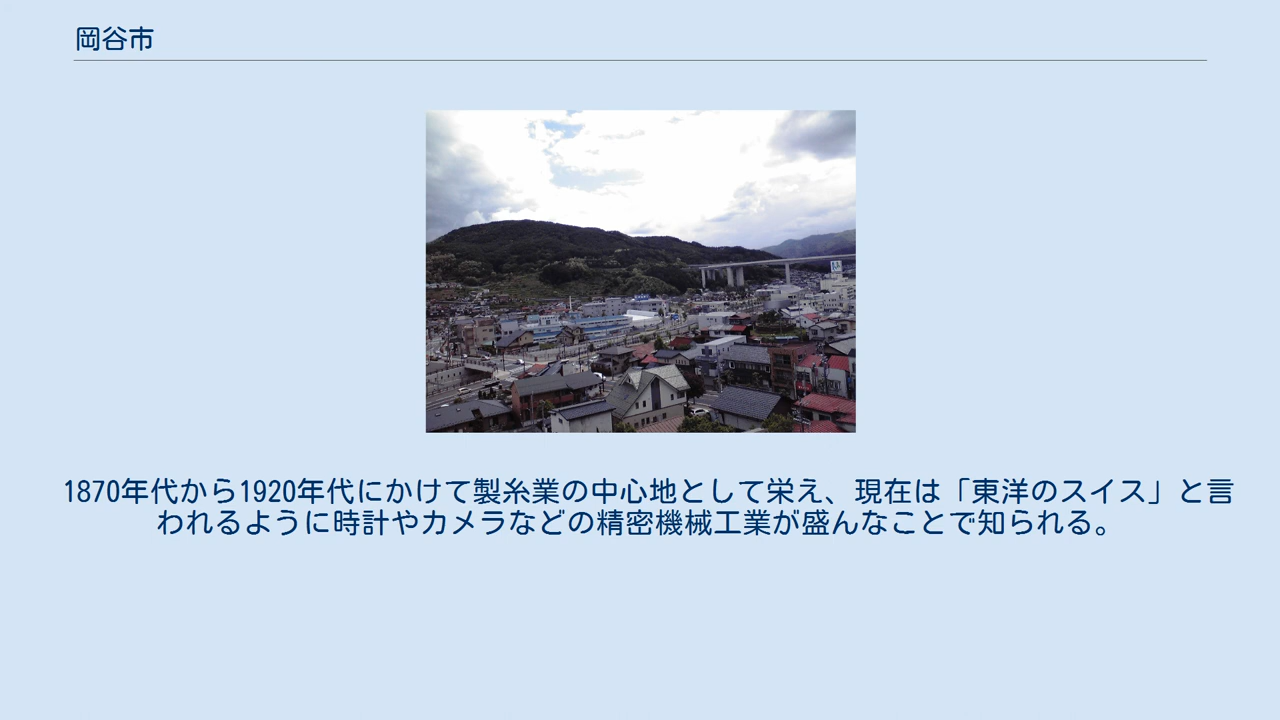 岡谷市
1870年代から1920年代にかけて製糸業の中心地として栄え、現在は「東洋のスイス」と言
われるように時計やカメラなどの精密機械工業が盛んなことで知られる。